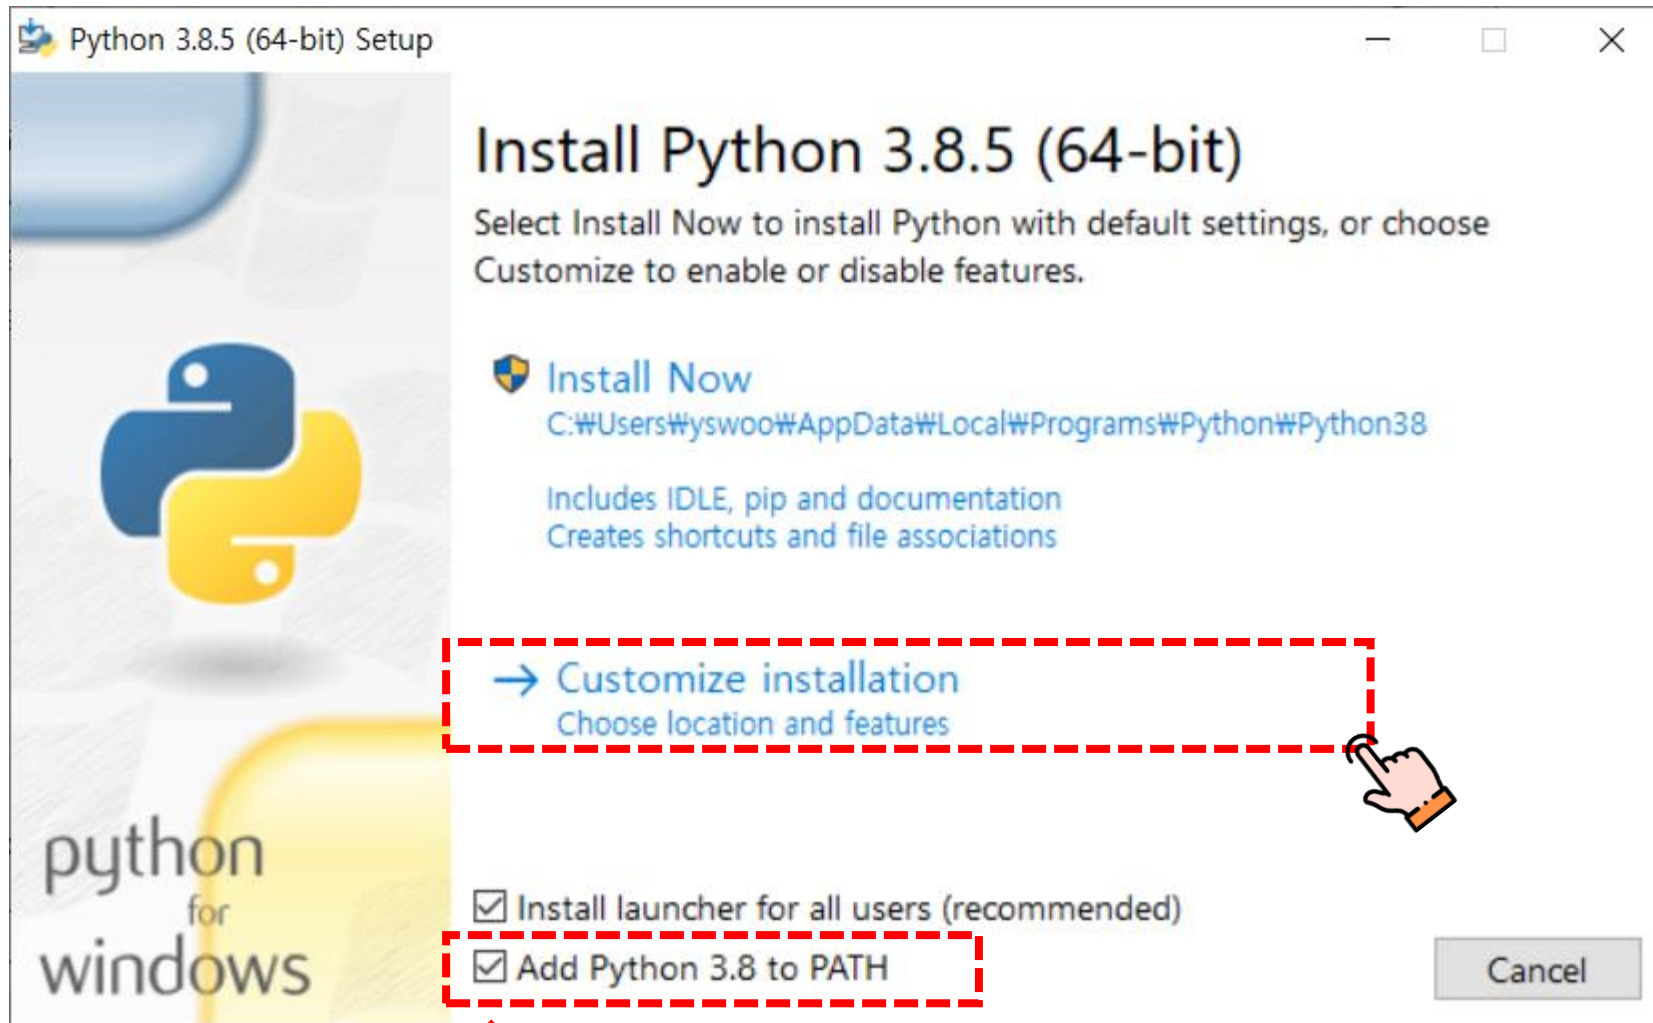 Python 3.8.5 (64-bit) Setup
Install Python 3.8.5 (64-bit)
Select Install Now to install Python with default settings, or choose
Customize to enable or disable features.
Install Now
C:₩Users₩yswoo₩AppData₩Local₩Programs₩Python₩Python38
Includes IDLE, pip and documentation
Creates shortcuts and file associations
Customize installation
Choose location and features
python
for
windows
Install launcher for all users (recommended)
Add Python 3.8 to PATH
Cancel